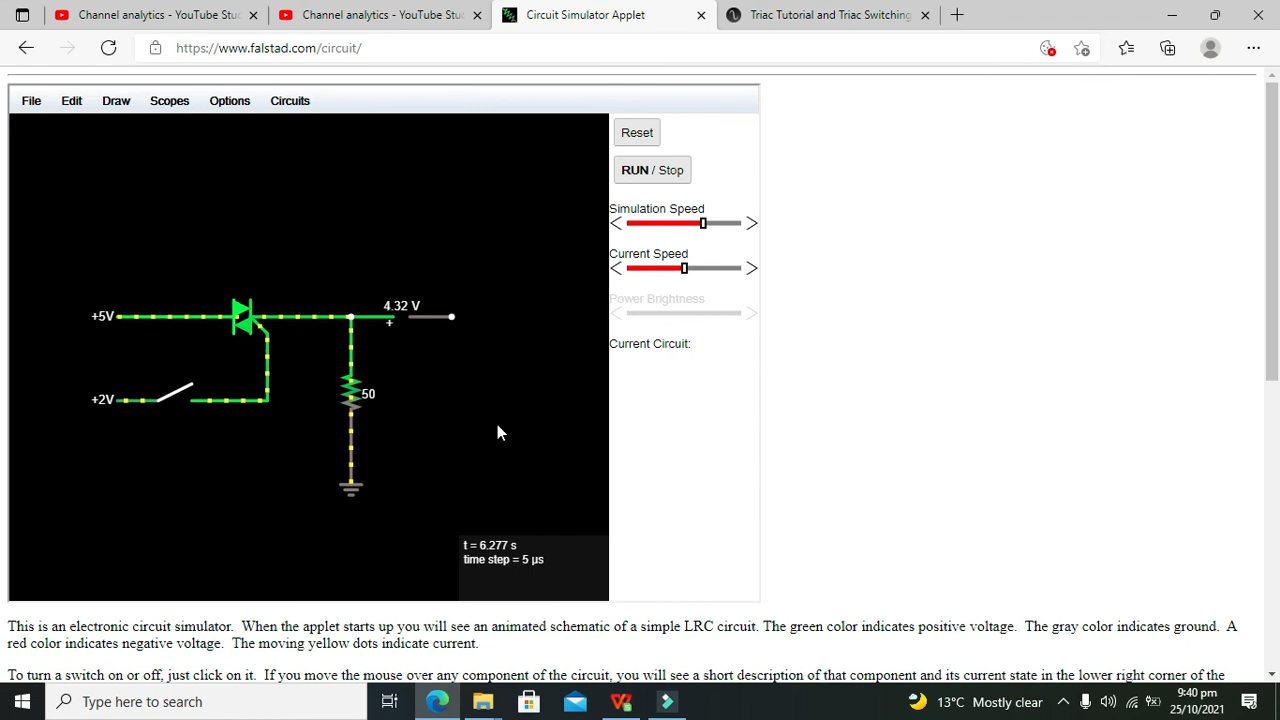 Channel analytics - YouTube Stu
Channel analytics - YouTube Stu
Circuit Simulator Applet
Triac Tutorial and Triac Switching
https://www.falstad.com/circuit/
File Edit Draw Scopes Options Circuits
Reset
RUN / Stop
Simulation Speed
Current Speed
Power Brightness
Current Circuit:
+5V
4.32 V
+
+2V
50
t = 6.277 s
time step = 5 µs
This is an electronic circuit simulator. When the applet starts up you will see an animated schematic of a simple LRC circuit. The green color indicates positive voltage. The gray color indicates ground. A
red color indicates negative voltage. The moving yellow dots indicate current.
To turn a switch on or off, just click on it. If you move the mouse over any component of the circuit, you will see a short description of that component and its current state in the lower right corner of the
Type here to search
13°C Mostly clear
9:40 pm
25/10/2021